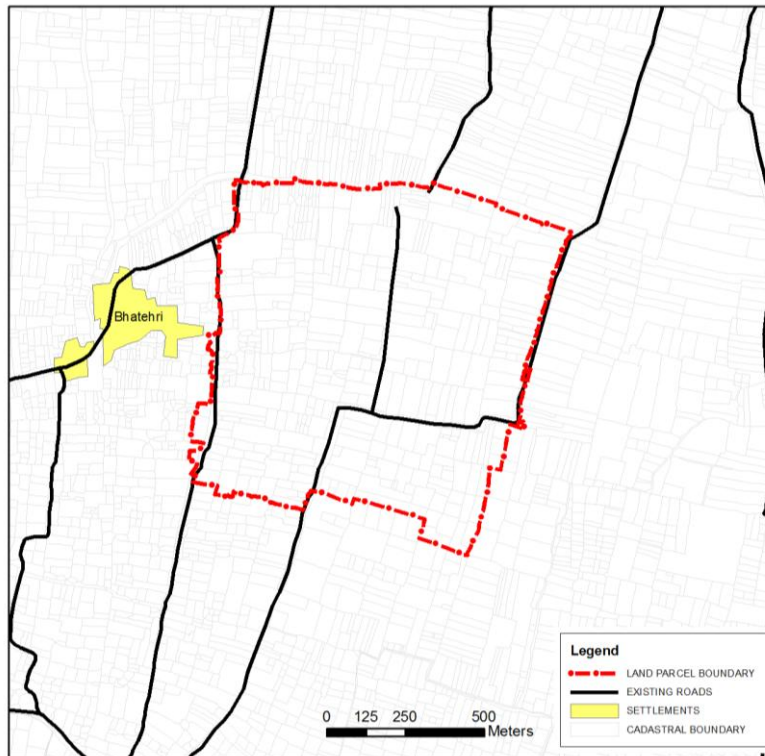 Bhatehri
Legend
LAND PARCEL BOUNDARY
EXISTING ROADS
SETTLEMENTS
CADASTRAL BOUNDARY
0 125 250 500
Meters